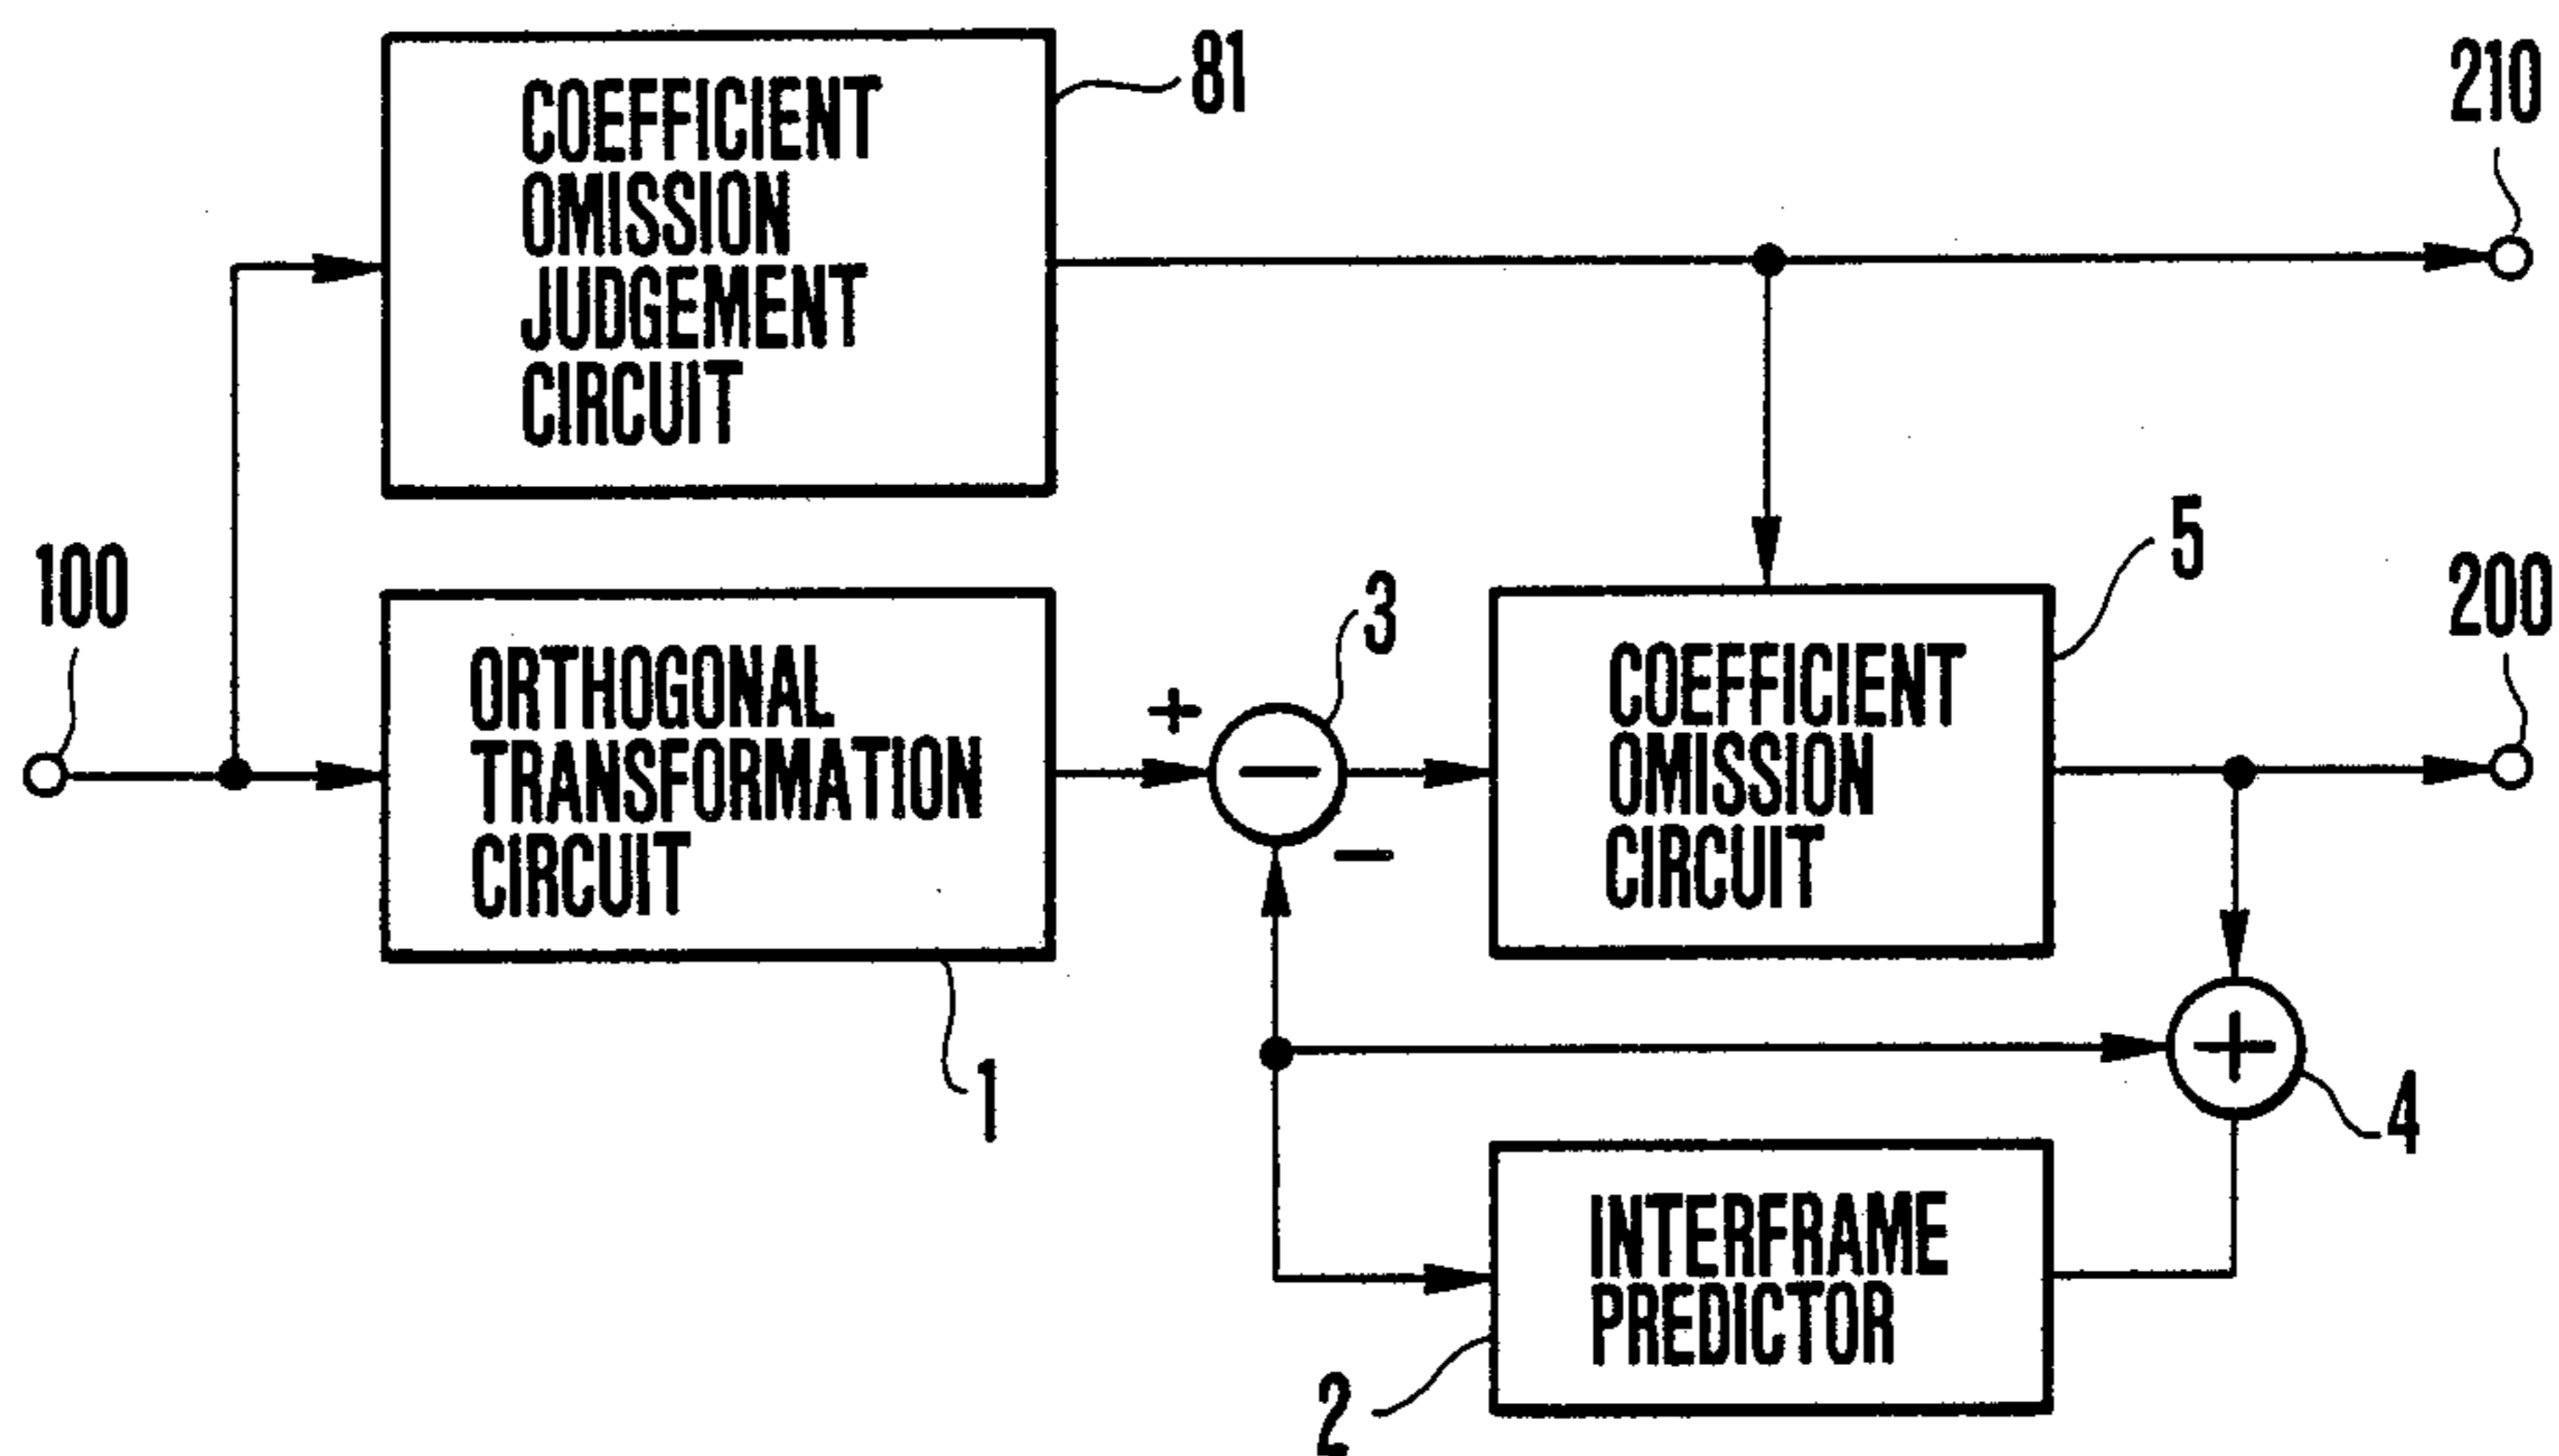 COEFFICIENT
OMISSION
JUDGEMENT
CIRCUIT
81
210
100
ORTHOGONAL
TRANSFORMATION
CIRCUIT
1
+
3
−
−
COEFFICIENT
OMISSION
CIRCUIT
5
200
+
4
INTERFRAME
PREDICTOR
2